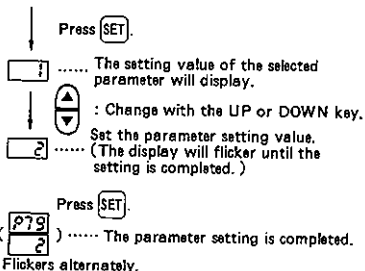 Press SET.
1 ...... The setting value of the selected
parameter will display.
: Change with the UP or DOWN key.
Set the parameter setting value.
2 ...... (The display will flicker until the
setting is completed.)
Press SET.
( P79
2 ) ...... The parameter setting is completed.
Flickers alternately.